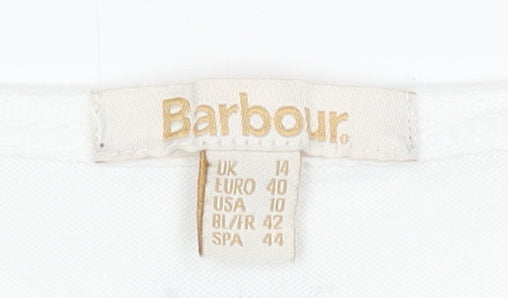 Barbour.
UK 14
EURO 40
USA 10
BL/FR 42
SPA 44